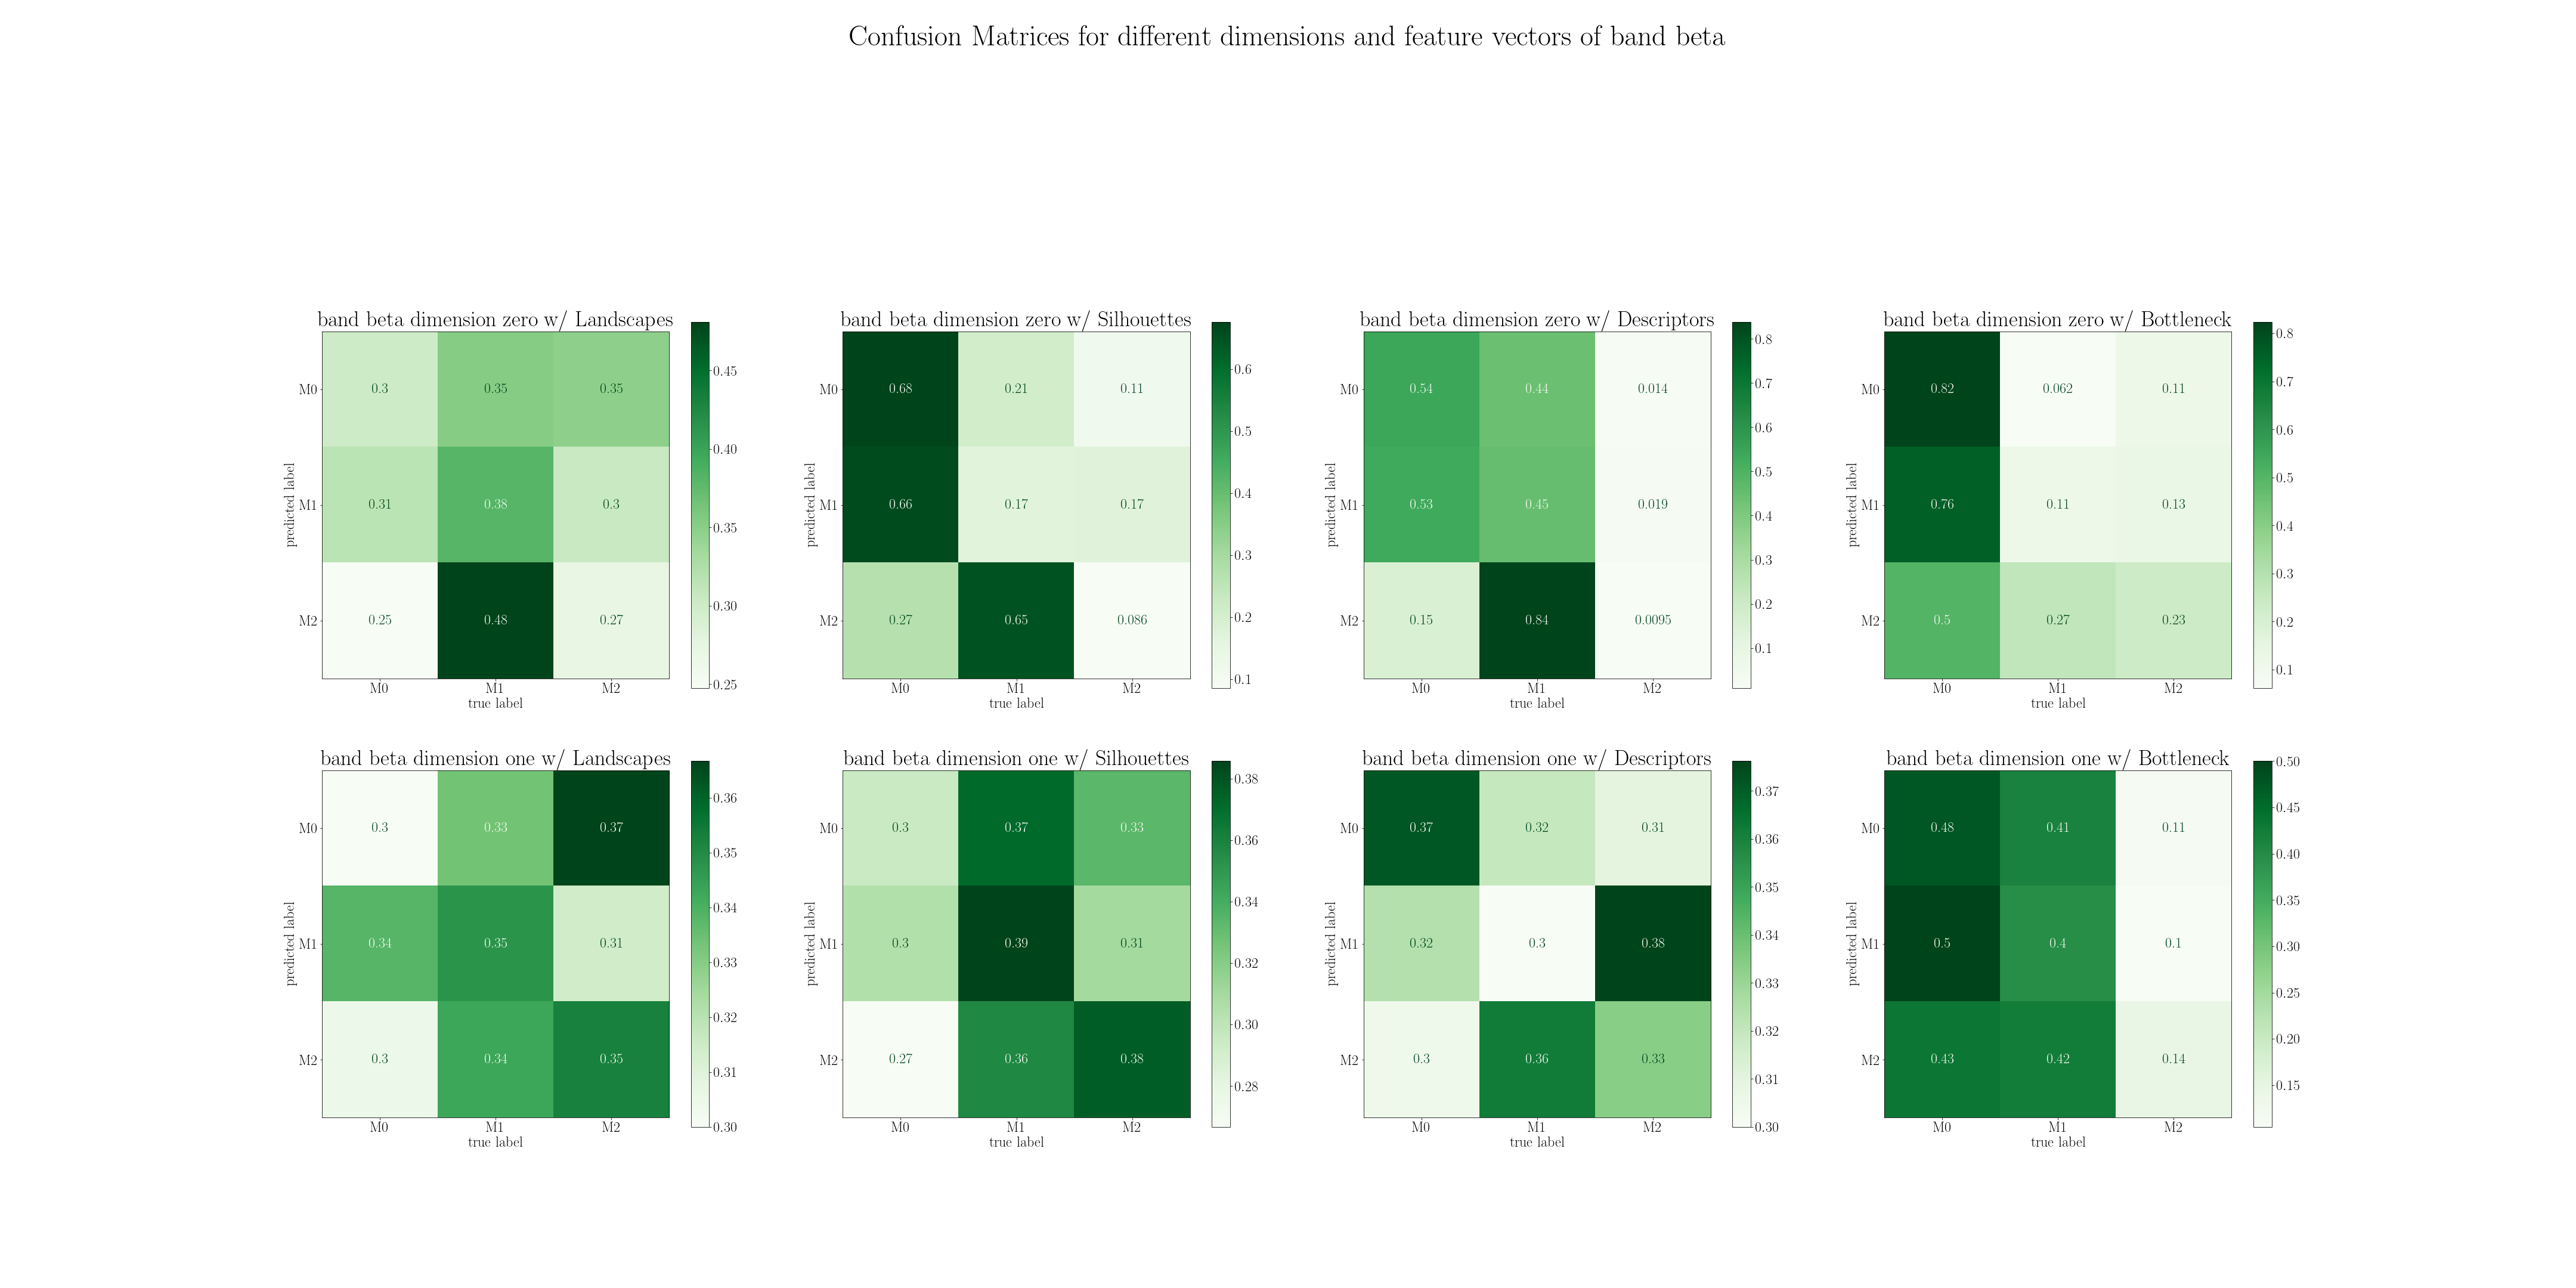 Confusion Matrices for different dimensions and feature vectors of band beta
band beta dimension zero w/ Landscapes
0.3 0.35 0.35
0.31 0.38 0.3
0.25 0.48 0.27
M0
M1
M2
predicted label
M0 M1 M2
true label
0.45
0.40
0.35
0.30
0.25
band beta dimension zero w/ Silhouettes
0.68 0.21 0.11
0.66 0.17 0.17
0.27 0.65 0.086
M0
M1
M2
predicted label
M0 M1 M2
true label
0.6
0.5
0.4
0.3
0.2
0.1
band beta dimension zero w/ Descriptors
0.54 0.44 0.014
0.53 0.45 0.019
0.15 0.84 0.0095
M0
M1
M2
predicted label
M0 M1 M2
true label
0.8
0.7
0.6
0.5
0.4
0.3
0.2
0.1
band beta dimension zero w/ Bottleneck
0.82 0.062 0.11
0.76 0.11 0.13
0.5 0.27 0.23
M0
M1
M2
predicted label
M0 M1 M2
true label
0.8
0.7
0.6
0.5
0.4
0.3
0.2
0.1
band beta dimension one w/ Landscapes
0.3 0.33 0.37
0.34 0.35 0.31
0.3 0.34 0.35
M0
M1
M2
predicted label
M0 M1 M2
true label
0.36
0.35
0.34
0.33
0.32
0.31
0.30
band beta dimension one w/ Silhouettes
0.3 0.37 0.33
0.3 0.39 0.31
0.27 0.36 0.38
M0
M1
M2
predicted label
M0 M1 M2
true label
0.38
0.36
0.34
0.32
0.30
0.28
band beta dimension one w/ Descriptors
0.37 0.32 0.31
0.32 0.3 0.38
0.3 0.36 0.33
M0
M1
M2
predicted label
M0 M1 M2
true label
0.37
0.36
0.35
0.34
0.33
0.32
0.31
0.30
band beta dimension one w/ Bottleneck
0.48 0.41 0.11
0.5 0.4 0.1
0.43 0.42 0.14
M0
M1
M2
predicted label
M0 M1 M2
true label
0.50
0.45
0.40
0.35
0.30
0.25
0.20
0.15